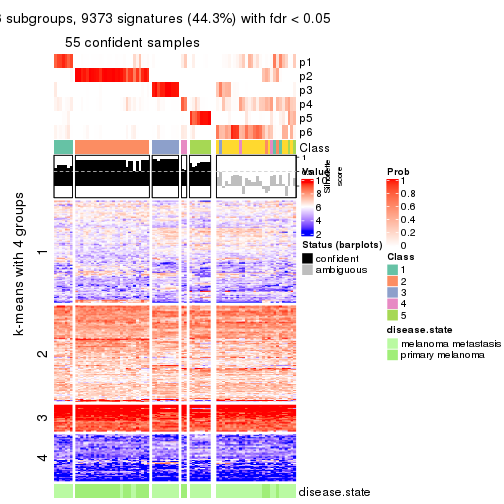 subgroups, 9373 signatures (44.3%) with fdr < 0.05
55 confident samples
p1
p2
p3
p4
p5
p6
Class
1
Silhouette
score
k-means with 4 groups
1
2
3
4
disease.state
Value
10
8
6
4
2
Status (barplots)
confident
ambiguous
Prob
1
0.8
0.6
0.4
0.2
0
Class
1
2
3
4
5
disease.state
melanoma metastasis
primary melanoma